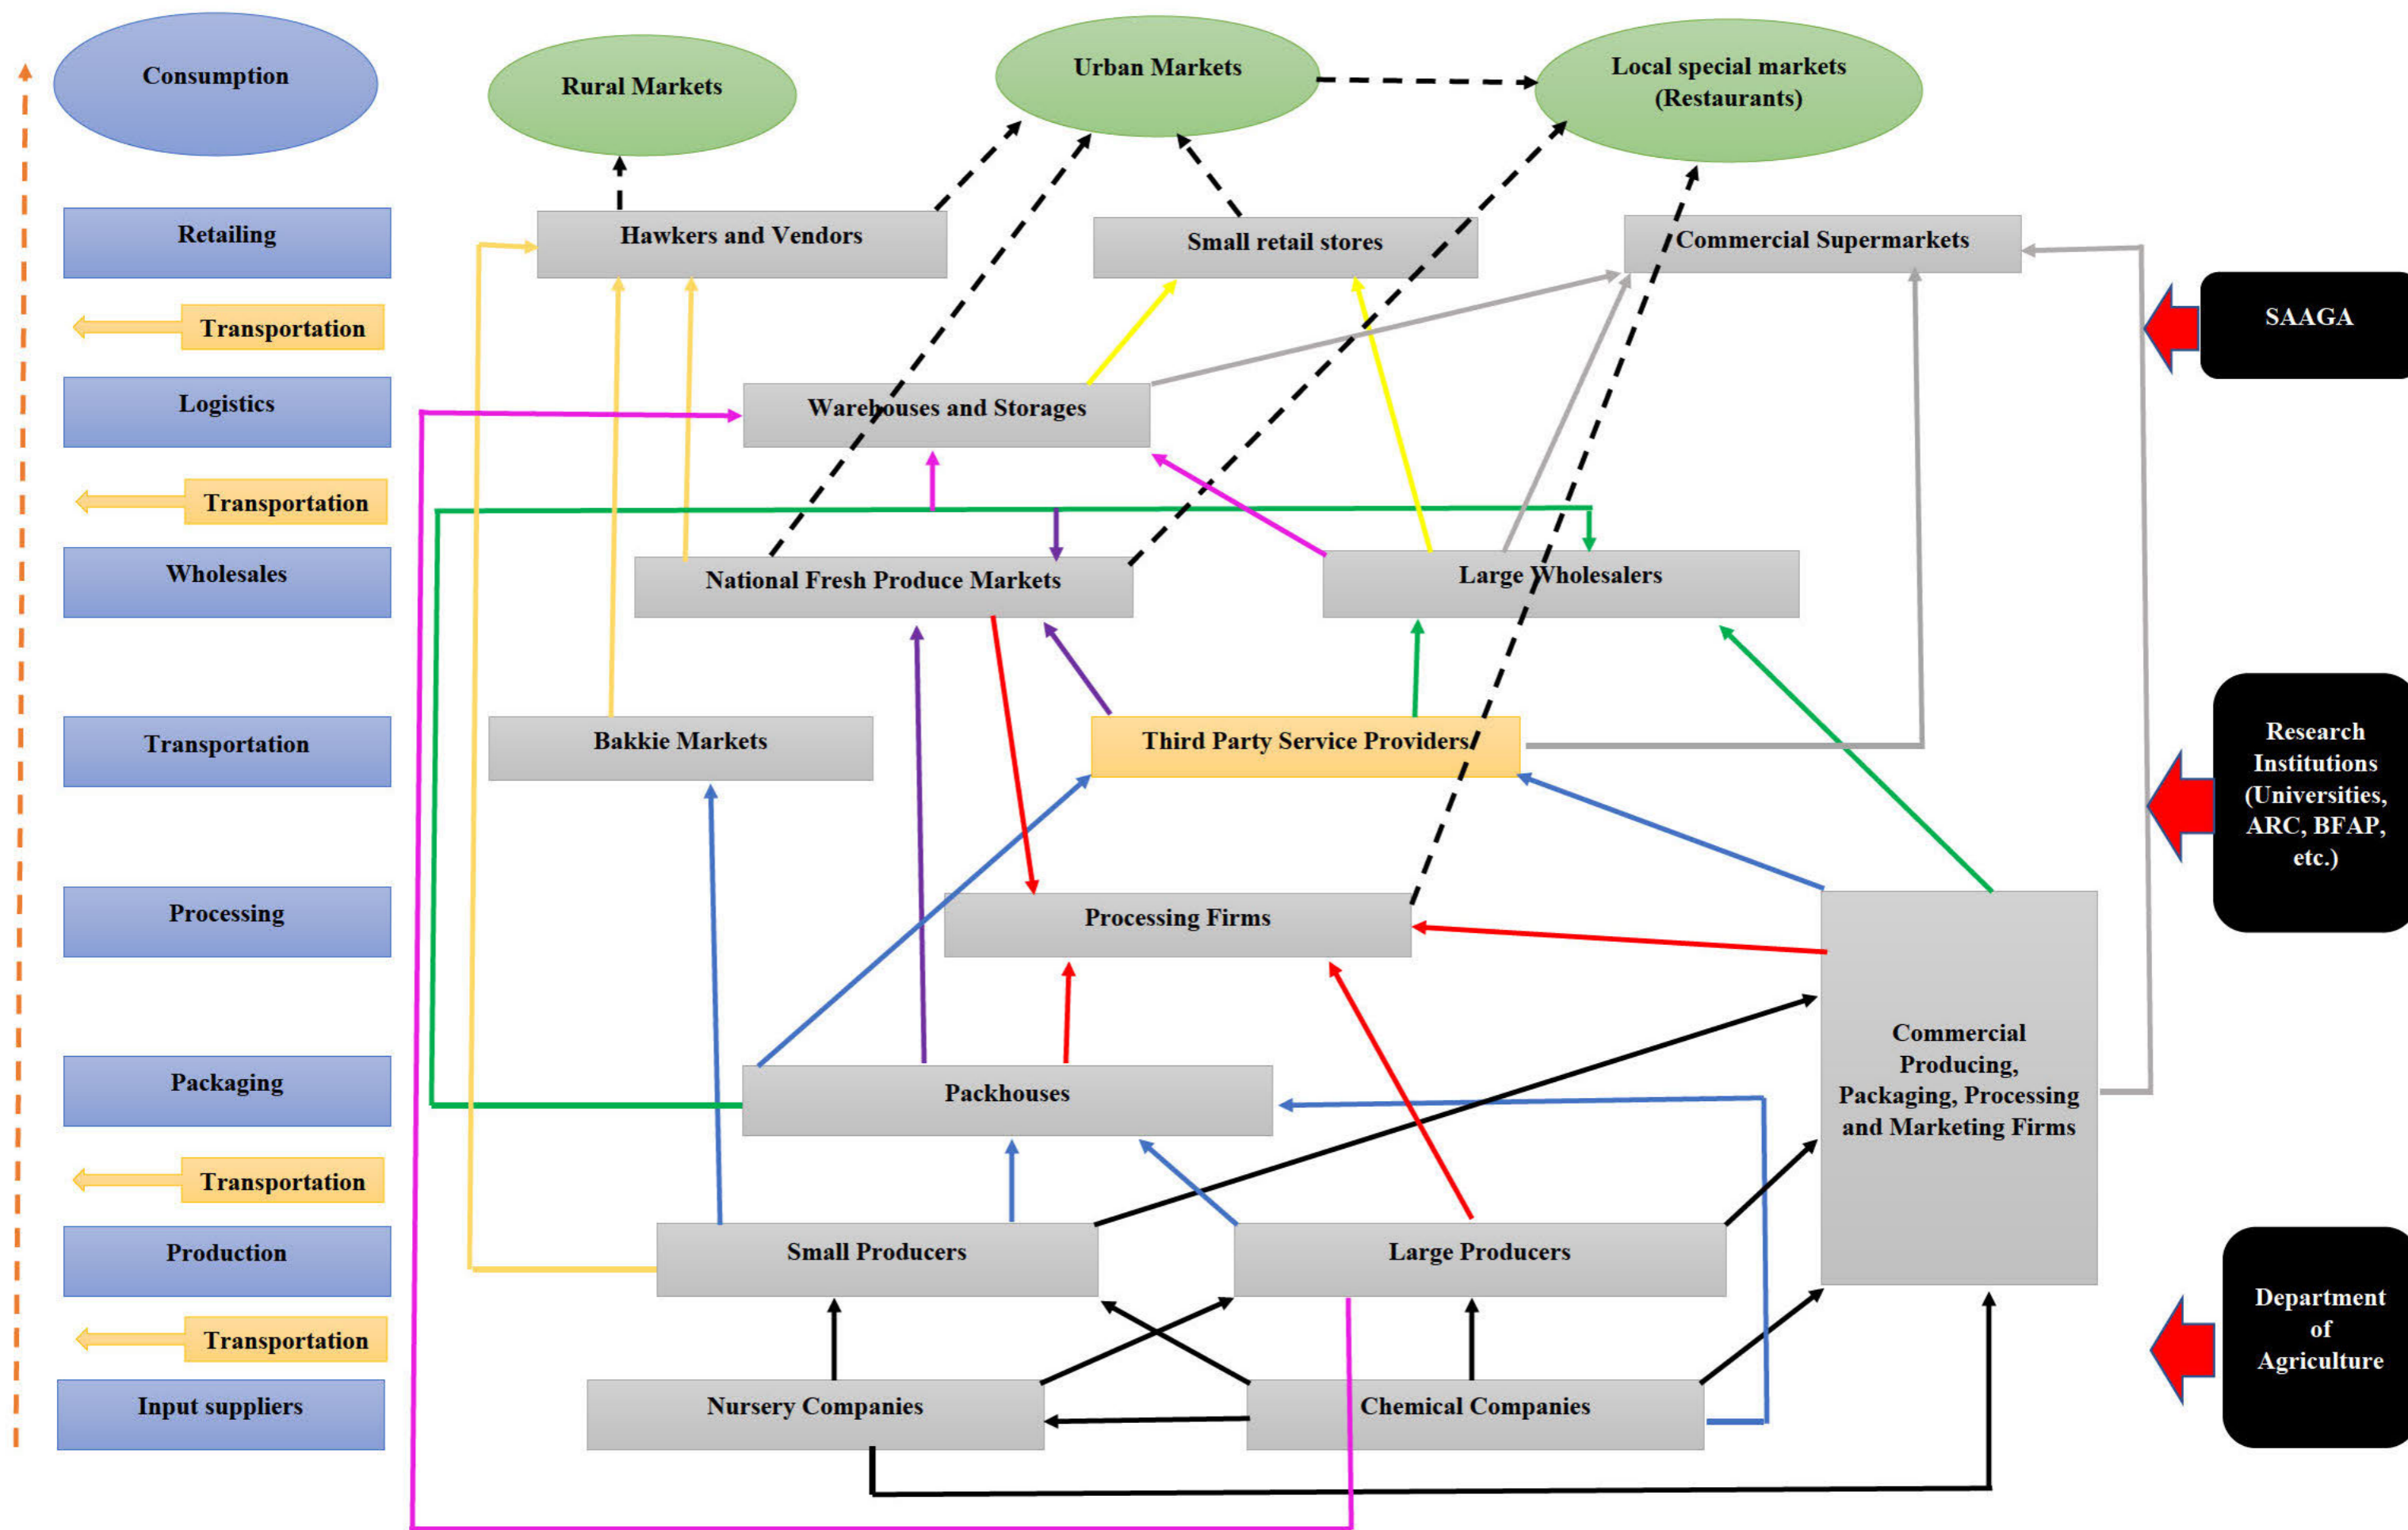 Consumption
Rural Markets
Urban Markets
Local special markets
(Restaurants)
Retailing
Hawkers and Vendors
Small retail stores
Commercial Supermarkets
Transportation
SAAGA
Logistics
Warehouses and Storages
Transportation
Wholesales
National Fresh Produce Markets
Large Wholesalers
Transportation
Bakkie Markets
Third Party Service Providers
Research
Institutions
(Universities,
ARC, BFAP,
etc.)
Processing
Processing Firms
Packaging
Packhouses
Commercial
Producing,
Packaging, Processing
and Marketing Firms
Transportation
Production
Small Producers
Large Producers
Department
of
Agriculture
Transportation
Input suppliers
Nursery Companies
Chemical Companies